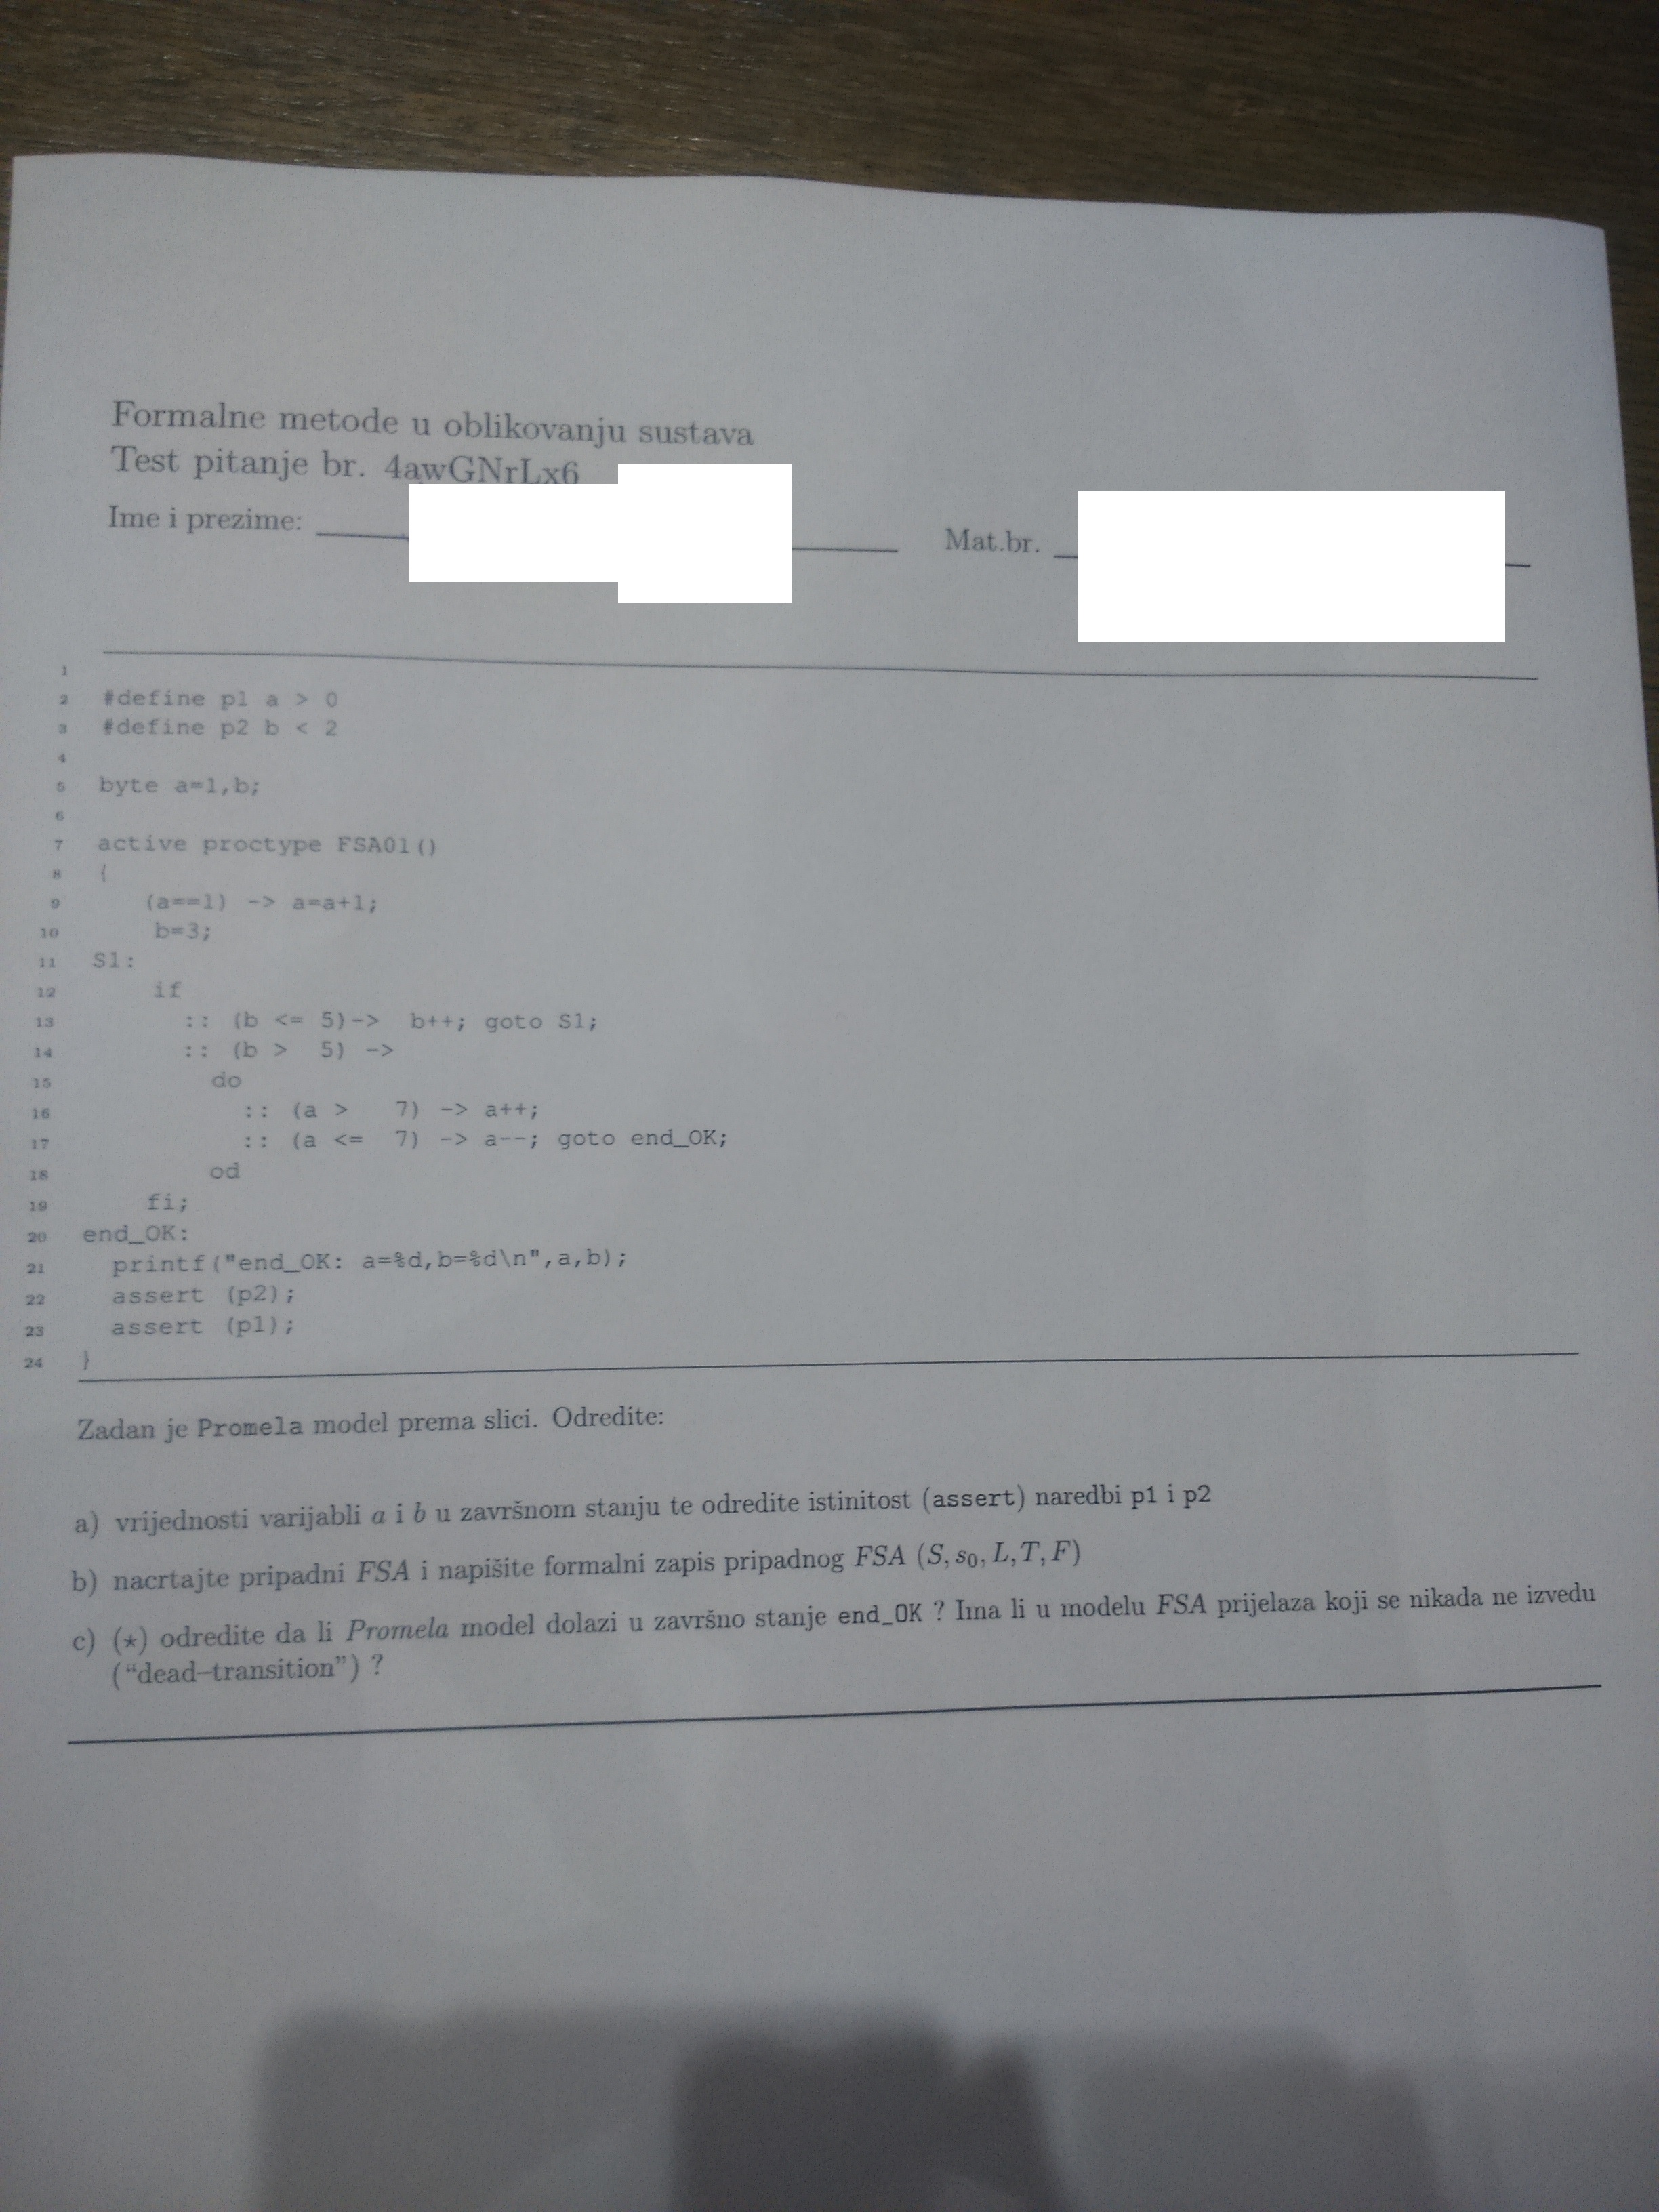 Formalne metode u oblikovanju sustava
Test pitanje br. 4awGNrLx6
Ime i prezime:
Mat.br.
1
2 #define p1 a > 0
3 #define p2 b < 2
4
5 byte a=1,b;
6
7 active proctype FSA01()
8 {
9 (a==1) -> a=a+1;
10 b=3;
11 S1:
12 if
13 :: (b <= 5)-> b++; goto S1;
14 :: (b > 5) ->
15 do
16 :: (a > 7) -> a++;
17 :: (a <= 7) -> a--; goto end_OK;
18 od
19 fi;
20 end_OK:
21 printf("end_OK: a=%d,b=%d\n",a,b);
22 assert (p2);
23 assert (p1);
24 }
Zadan je Promela model prema slici. Odredite:
a) vrijednosti varijabli a i b u završnom stanju te odredite istinitost (assert) naredbi p1 i p2
b) nacrtajte pripadni FSA i napišite formalni zapis pripadnog FSA (S, s₀, L, T, F)
c) (⋆) odredite da li Promela model dolazi u završno stanje end_OK ? Ima li u modelu FSA prijelaza koji se nikada ne izvedu
(“dead–transition”) ?